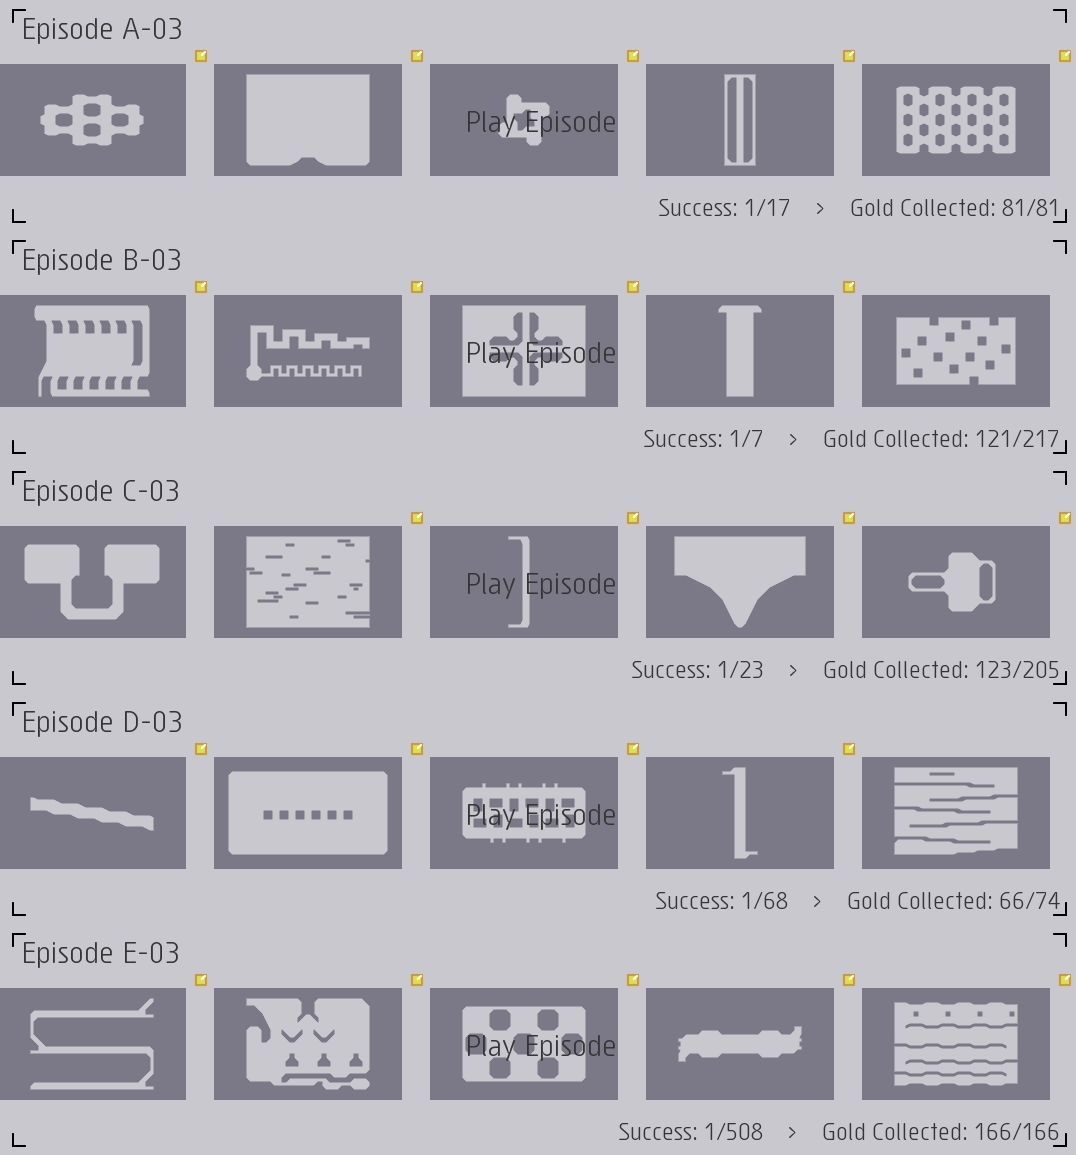 Episode A-03
Play Episode
Success: 1/17 > Gold Collected: 81/81
Episode B-03
Play Episode
Success: 1/7 > Gold Collected: 121/217
Episode C-03
Play Episode
Success: 1/23 > Gold Collected: 123/205
Episode D-03
Play Episode
Success: 1/68 > Gold Collected: 66/74
Episode E-03
Play Episode
Success: 1/508 > Gold Collected: 166/166